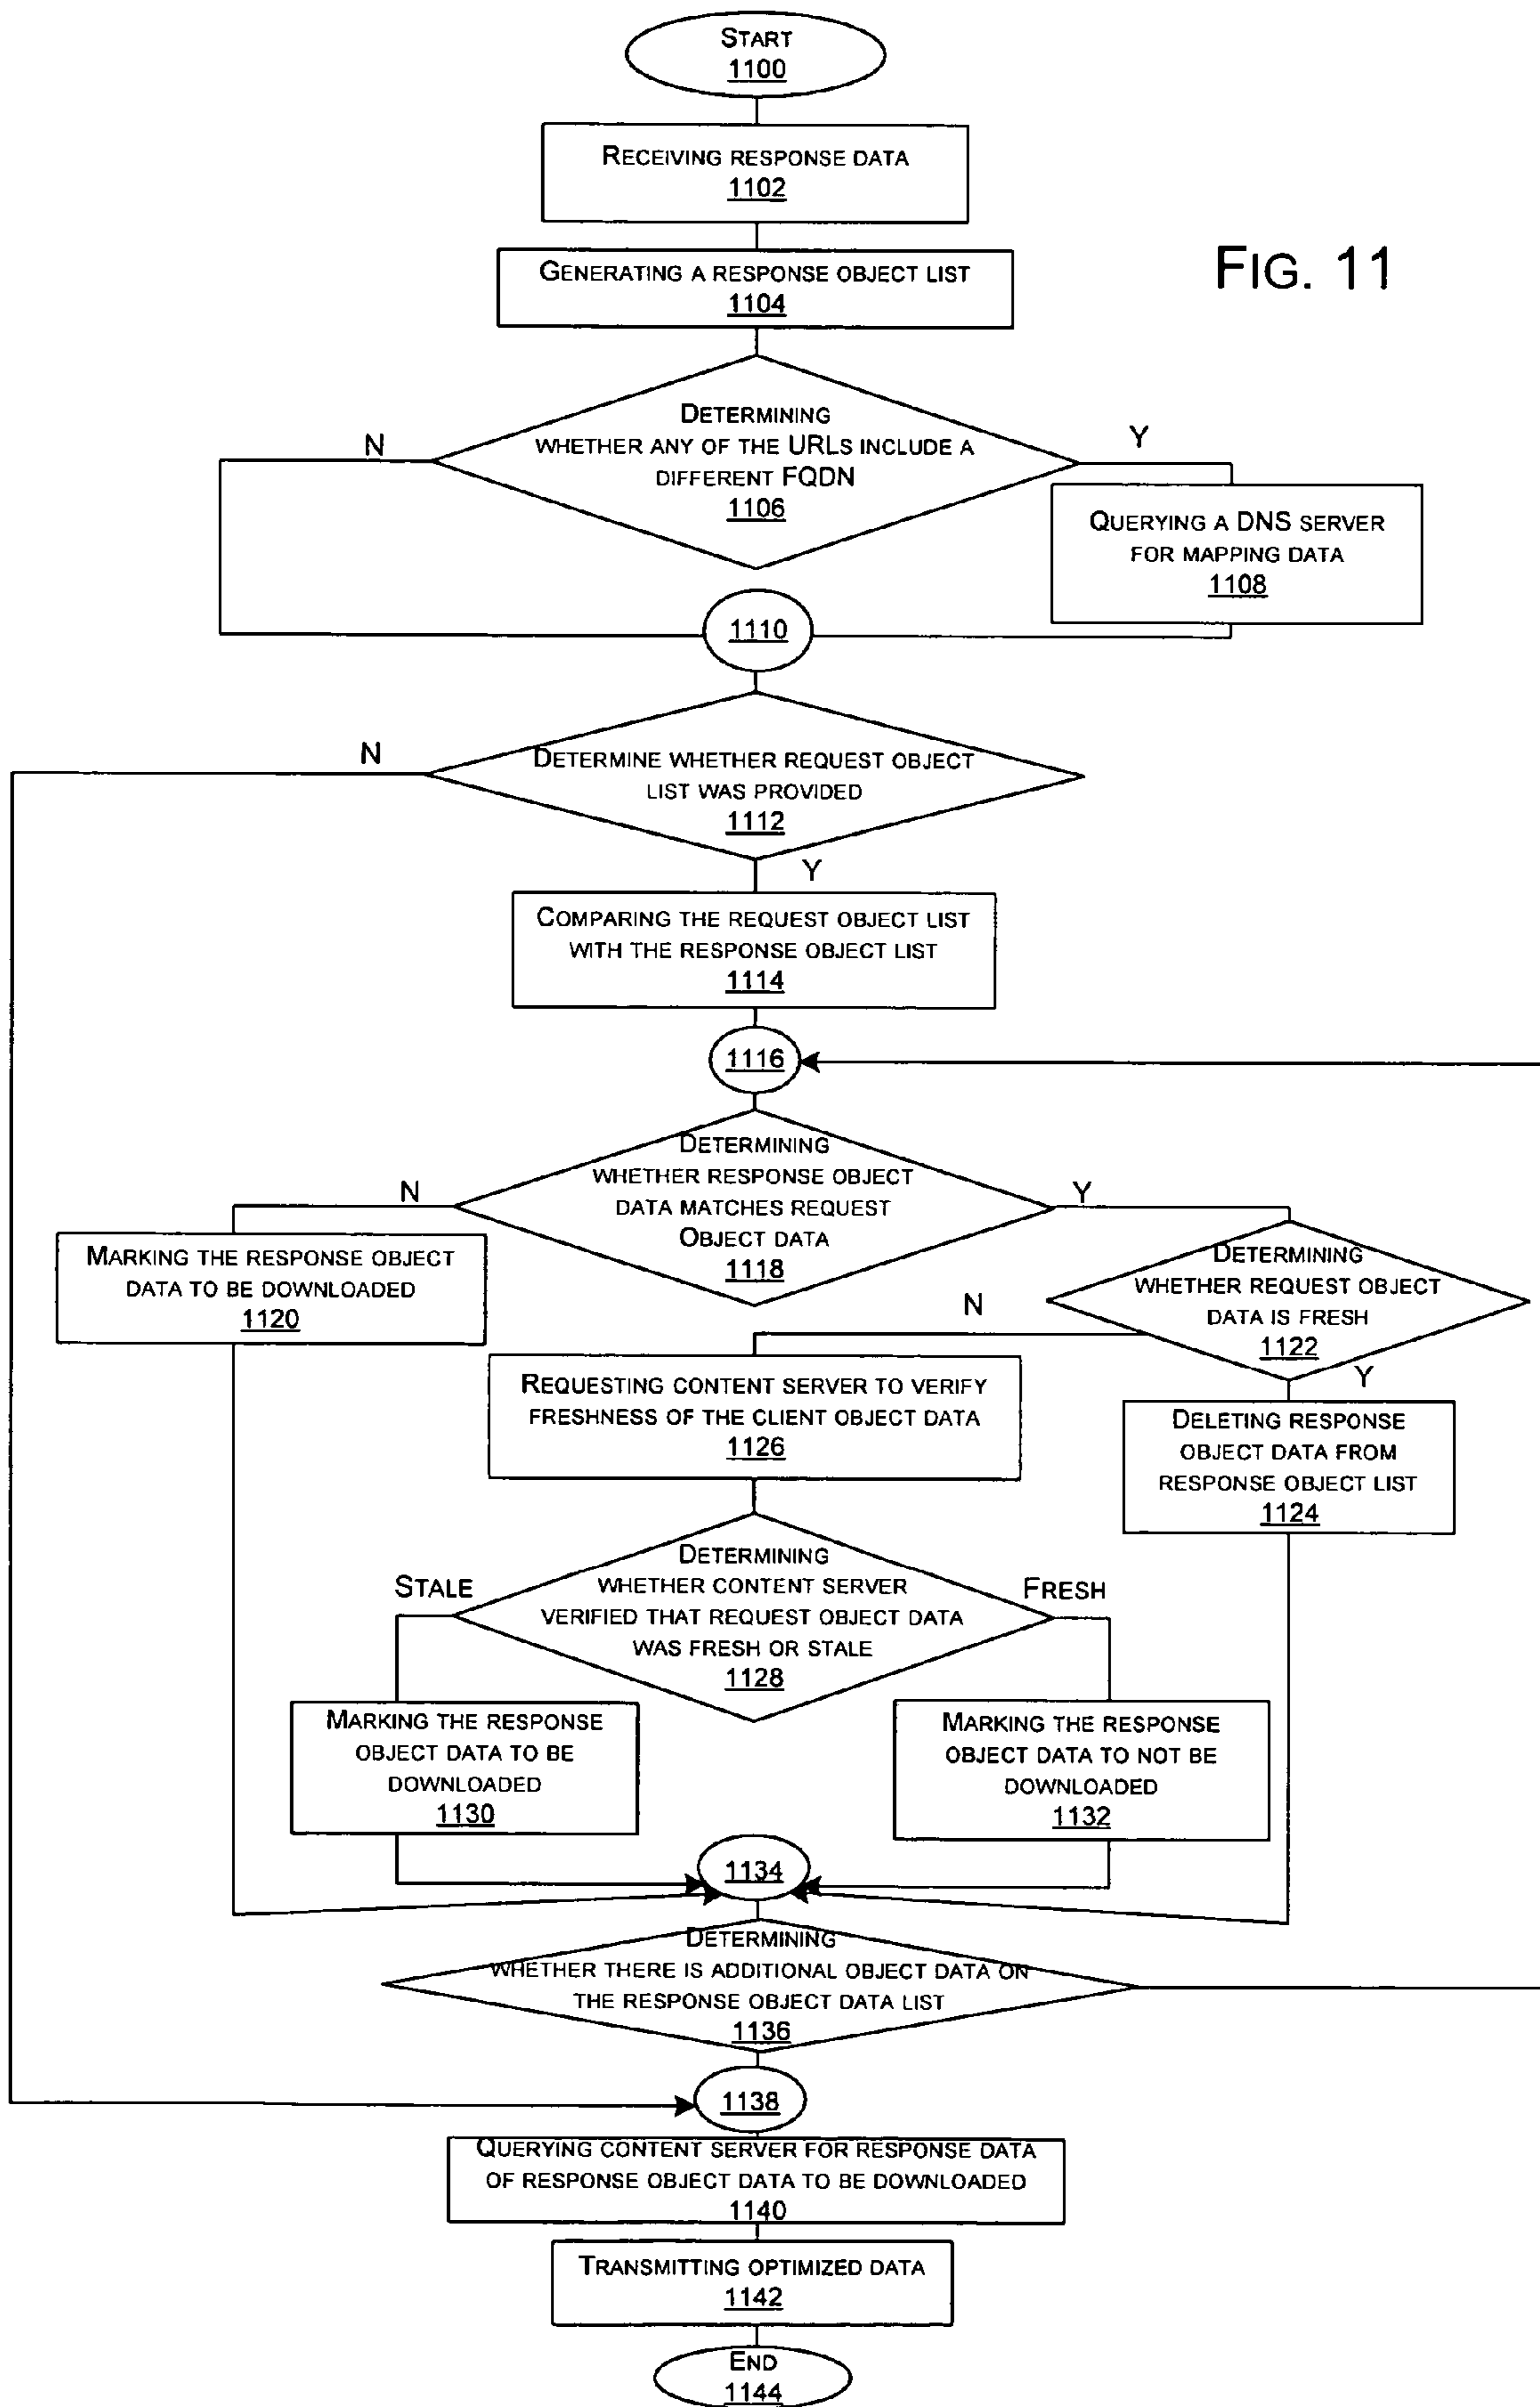 START
1100
RECEIVING RESPONSE DATA
1102
GENERATING A RESPONSE OBJECT LIST
1104
FIG. 11
DETERMINING
WHETHER ANY OF THE URLS INCLUDE A
DIFFERENT FQDN
1106
N
Y
QUERYING A DNS SERVER
FOR MAPPING DATA
1108
1110
DETERMINE WHETHER REQUEST OBJECT
LIST WAS PROVIDED
1112
N
Y
COMPARING THE REQUEST OBJECT LIST
WITH THE RESPONSE OBJECT LIST
1114
1116
DETERMINING
WHETHER RESPONSE OBJECT
DATA MATCHES REQUEST
OBJECT DATA
1118
N
Y
MARKING THE RESPONSE OBJECT
DATA TO BE DOWNLOADED
1120
DETERMINING
WHETHER REQUEST OBJECT
DATA IS FRESH
1122
N
Y
REQUESTING CONTENT SERVER TO VERIFY
FRESHNESS OF THE CLIENT OBJECT DATA
1126
DELETING RESPONSE
OBJECT DATA FROM
RESPONSE OBJECT LIST
1124
DETERMINING
WHETHER CONTENT SERVER
VERIFIED THAT REQUEST OBJECT DATA
WAS FRESH OR STALE
1128
STALE
FRESH
MARKING THE RESPONSE
OBJECT DATA TO BE
DOWNLOADED
1130
MARKING THE RESPONSE
OBJECT DATA TO NOT BE
DOWNLOADED
1132
1134
DETERMINING
WHETHER THERE IS ADDITIONAL OBJECT DATA ON
THE RESPONSE OBJECT DATA LIST
1136
1138
QUERYING CONTENT SERVER FOR RESPONSE DATA
OF RESPONSE OBJECT DATA TO BE DOWNLOADED
1140
TRANSMITTING OPTIMIZED DATA
1142
END
1144